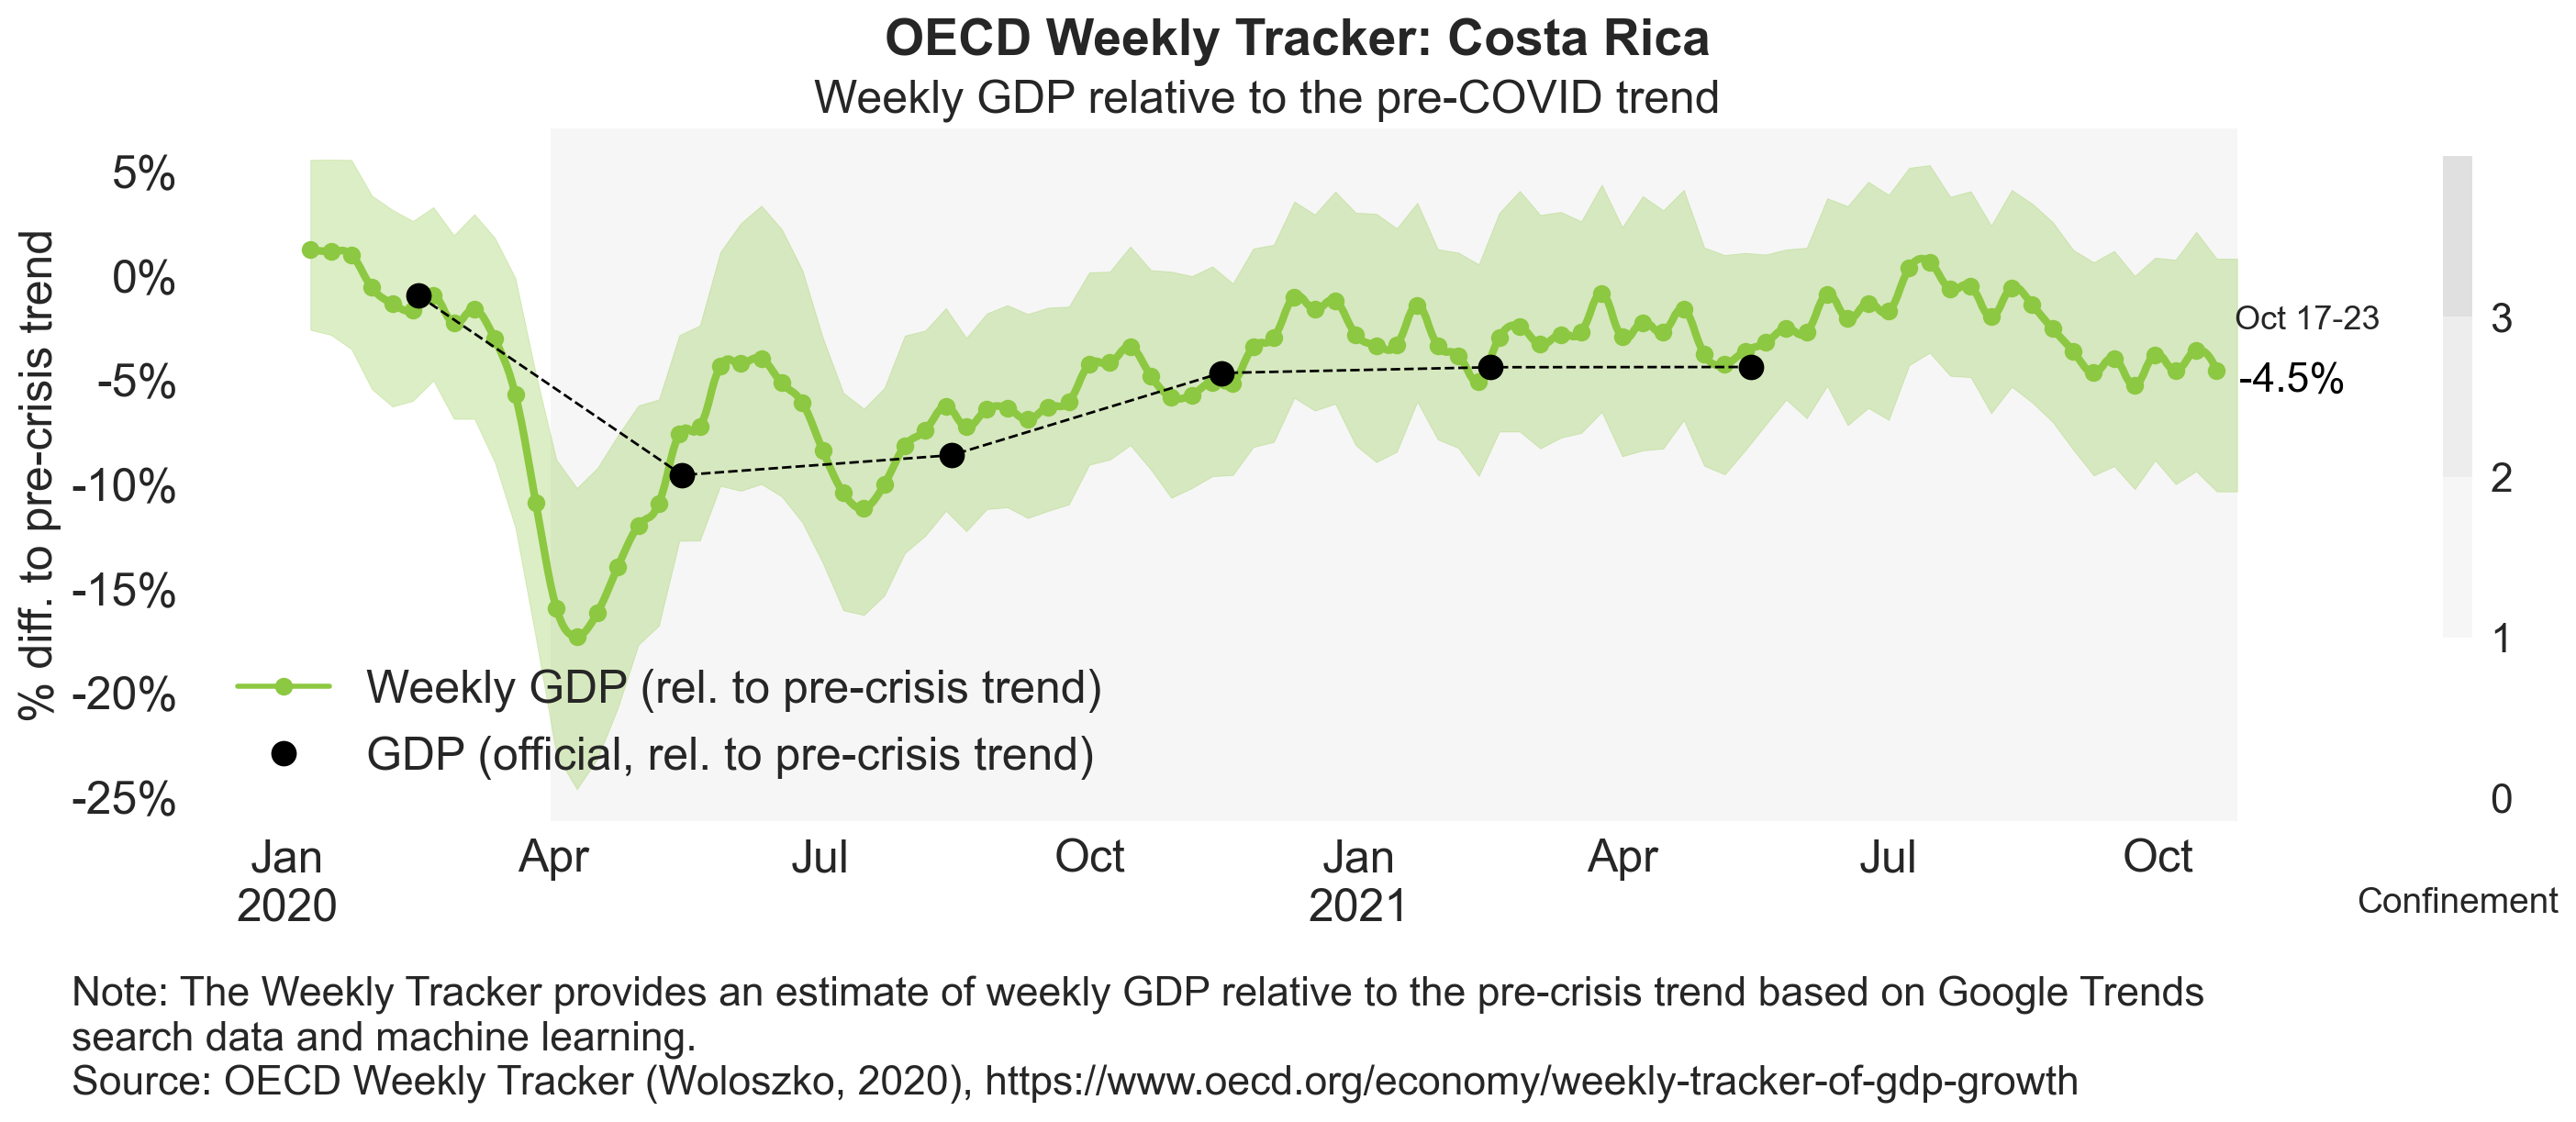 OECD Weekly Tracker: Costa Rica
Weekly GDP relative to the pre-COVID trend
% diff. to pre-crisis trend
5%
0%
-5%
-10%
-15%
-20%
-25%
Weekly GDP (rel. to pre-crisis trend)
GDP (official, rel. to pre-crisis trend)
Oct 17-23
-4.5%
3
2
1
0
Confinement
Jan
2020
Apr
Jul
Oct
Jan
2021
Apr
Jul
Oct
Note: The Weekly Tracker provides an estimate of weekly GDP relative to the pre-crisis trend based on Google Trends
search data and machine learning.
Source: OECD Weekly Tracker (Woloszko, 2020), https://www.oecd.org/economy/weekly-tracker-of-gdp-growth